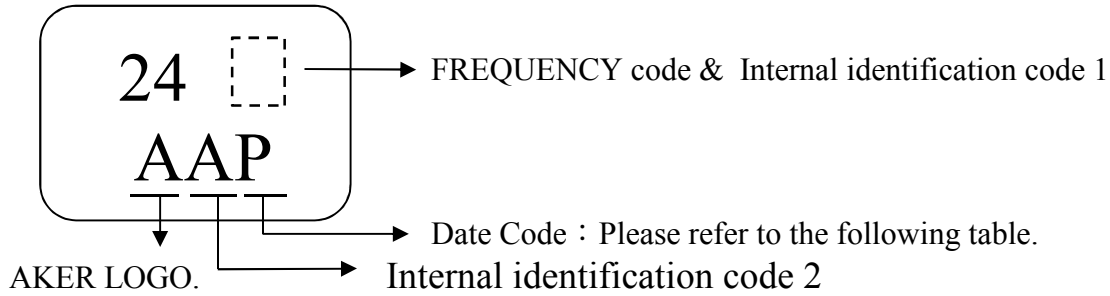 24 FREQUENCY code & Internal identification code 1
AAP
Date Code：Please refer to the following table.
AKER LOGO. Internal identification code 2